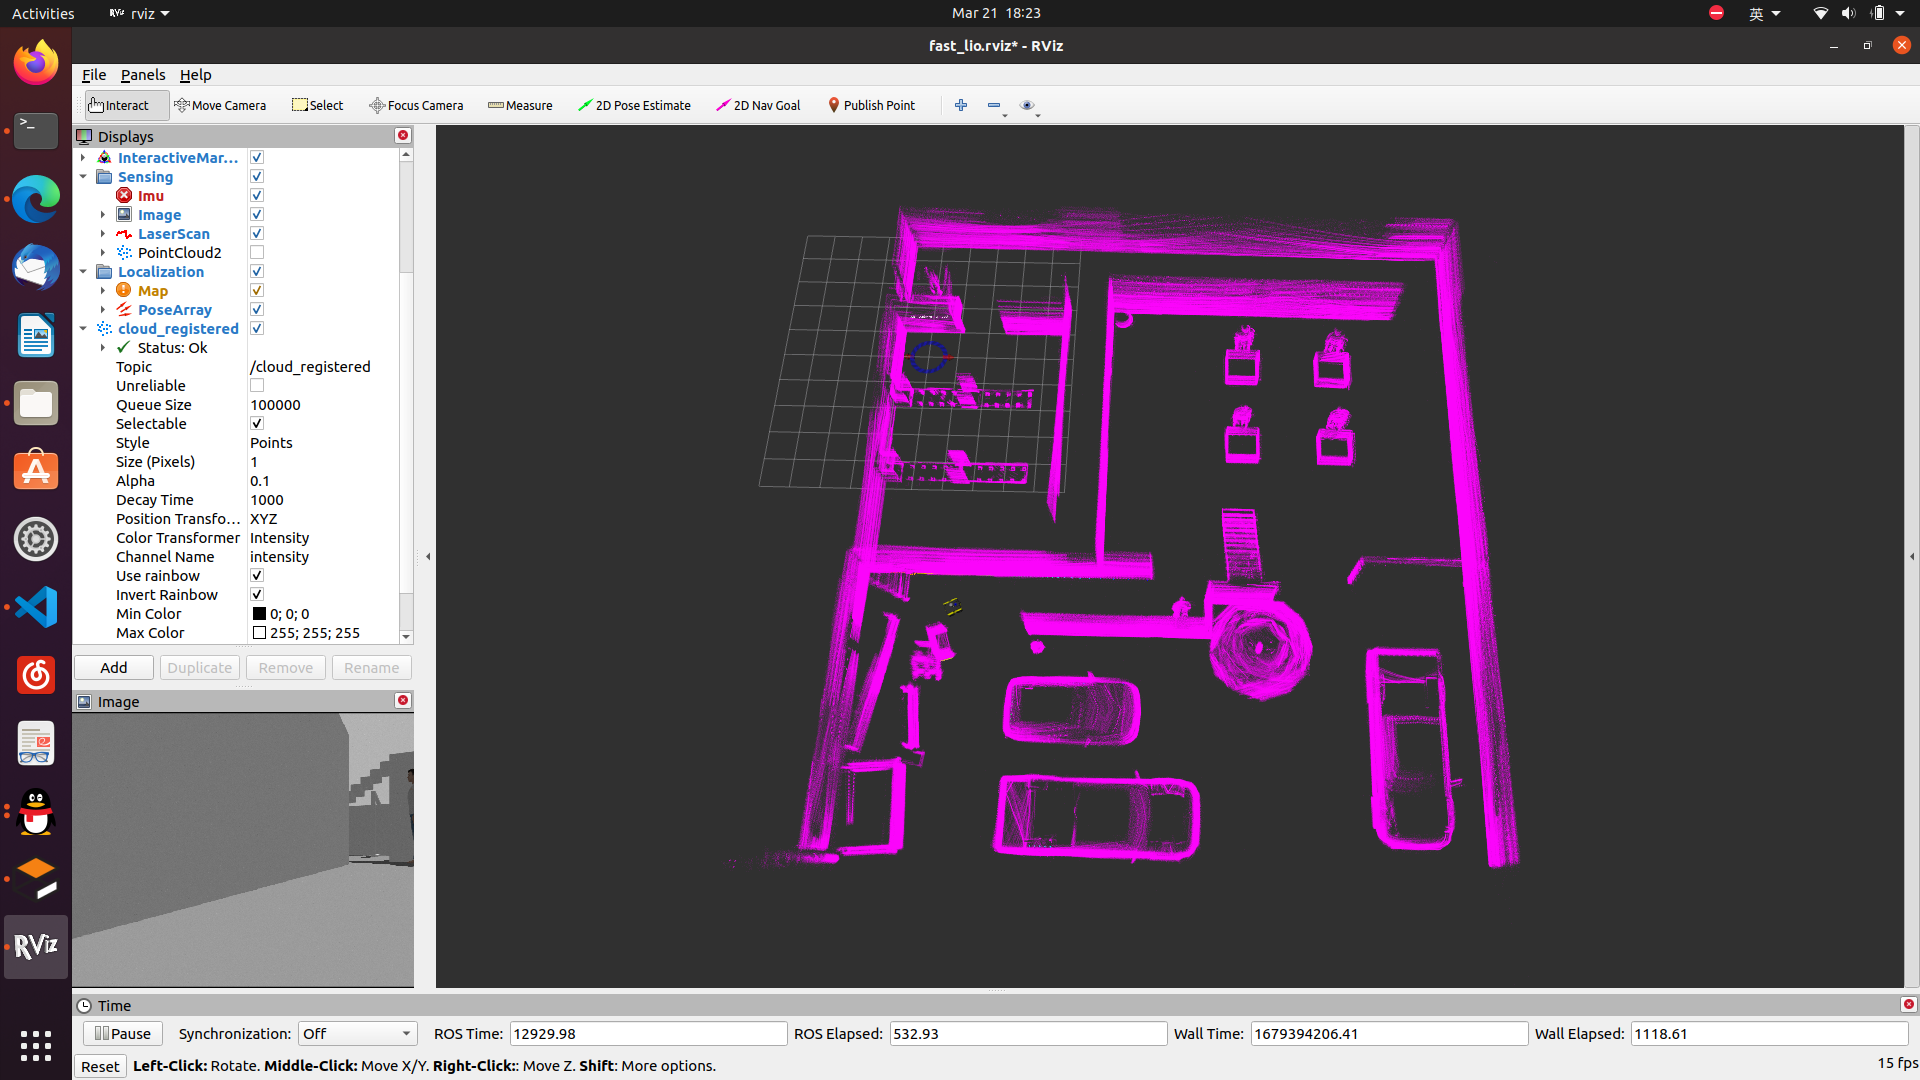 Activities
RViz rviz
Mar 21 18:23
英
fast_lio.rviz* - RViz
File Panels Help
Interact Move Camera Select Focus Camera Measure 2D Pose Estimate 2D Nav Goal Publish Point
Displays
InteractiveMar...
Sensing
Imu
Image
LaserScan
PointCloud2
Localization
Map
PoseArray
cloud_registered
Status: Ok
Topic /cloud_registered
Unreliable
Queue Size 100000
Selectable
Style Points
Size (Pixels) 1
Alpha 0.1
Decay Time 1000
Position Transfo... XYZ
Color Transformer Intensity
Channel Name intensity
Use rainbow
Invert Rainbow
Min Color 0; 0; 0
Max Color 255; 255; 255
Add Duplicate Remove Rename
Image
RViz
Time
Pause Synchronization: Off ROS Time: 12929.98 ROS Elapsed: 532.93 Wall Time: 1679394206.41 Wall Elapsed: 1118.61
Reset Left-Click: Rotate. Middle-Click: Move X/Y. Right-Click:: Move Z. Shift: More options. 15 fps